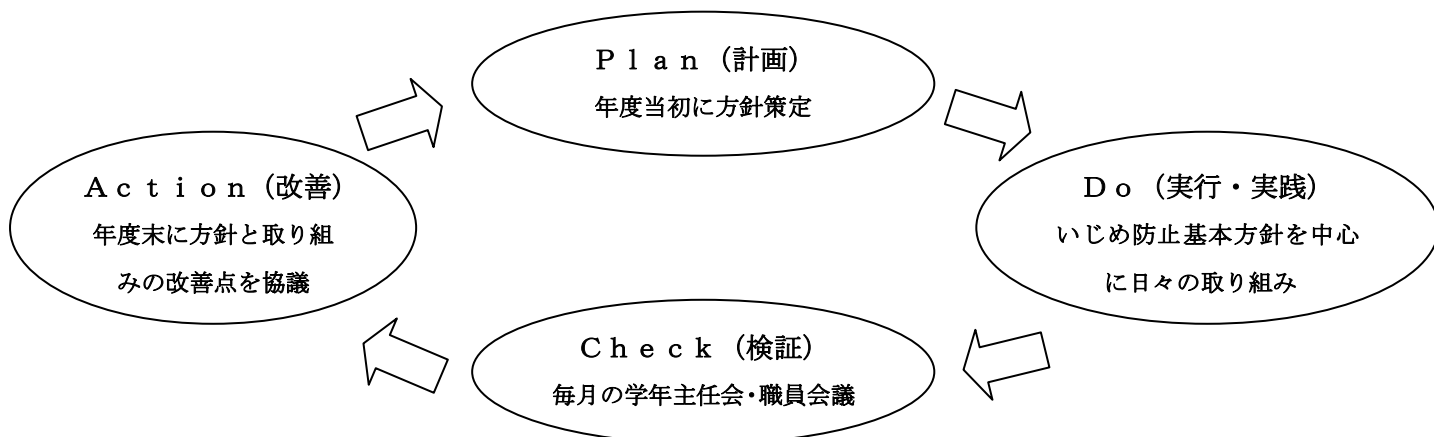 Ｐｌａｎ（計画）
年度当初に方針策定
Ａｃｔｉｏｎ（改善）
年度末に方針と取り組
みの改善点を協議
Ｄｏ（実行・実践）
いじめ防止基本方針を中心
に日々の取り組み
Ｃｈｅｃｋ（検証）
毎月の学年主任会・職員会議